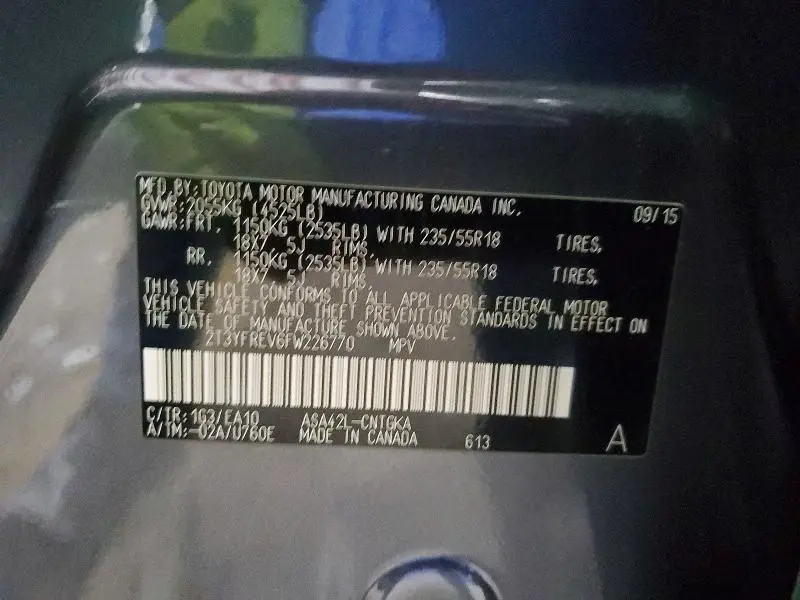 MFD. BY: TOYOTA MOTOR MANUFACTURING CANADA INC. 09/15
GVWR: 2055KG (4525LB)
GAWR: FRT. 1150KG (2535LB) WITH 235/55R18 TIRES,
18X7. 5J RIMS,
RR. 1150KG (2535LB) WITH 235/55R18 TIRES,
18X7. 5J RIMS,
THIS VEHICLE CONFORMS TO ALL APPLICABLE FEDERAL MOTOR
VEHICLE SAFETY AND THEFT PREVENTION STANDARDS IN EFFECT ON
THE DATE OF MANUFACTURE SHOWN ABOVE.
2T3YFREV6FW226770 MPV
C/TR: 1G3/EA10 ASA42L-CNTGKA
A/TM: -02A/U760E MADE IN CANADA 613 A